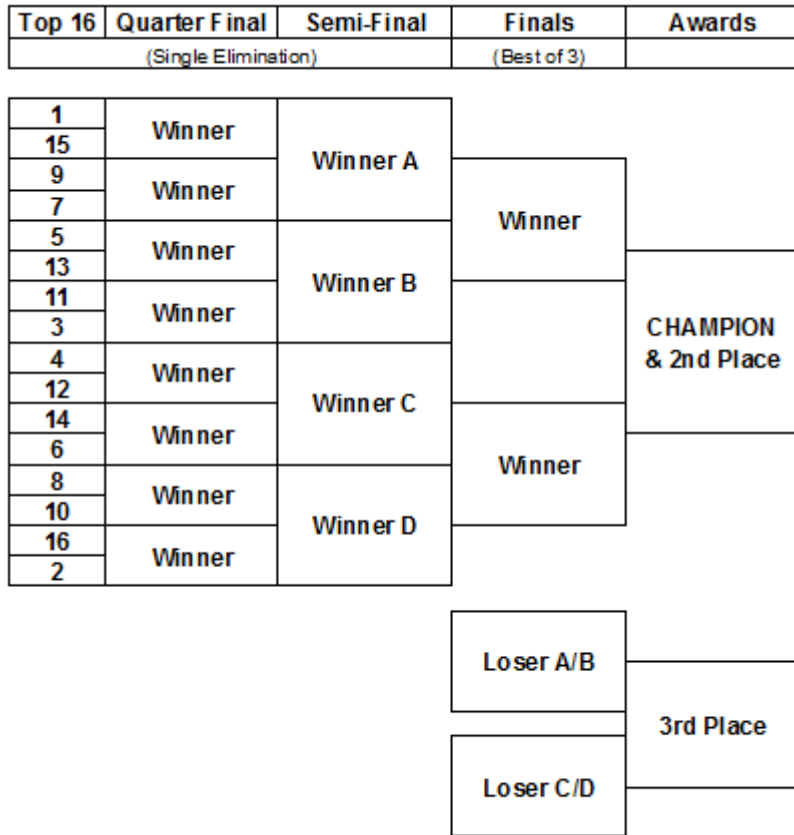 Top 16 Quarter Final Semi-Final Finals Awards
(Single Elimination) (Best of 3)
1
Winner
15
Winner A
9
Winner
7
Winner
5
Winner
13
Winner B
11
Winner
3
CHAMPION
& 2nd Place
4
Winner
12
Winner C
14
Winner
6
Winner
8
Winner
10
Winner D
16
Winner
2
Loser A/B
3rd Place
Loser C/D